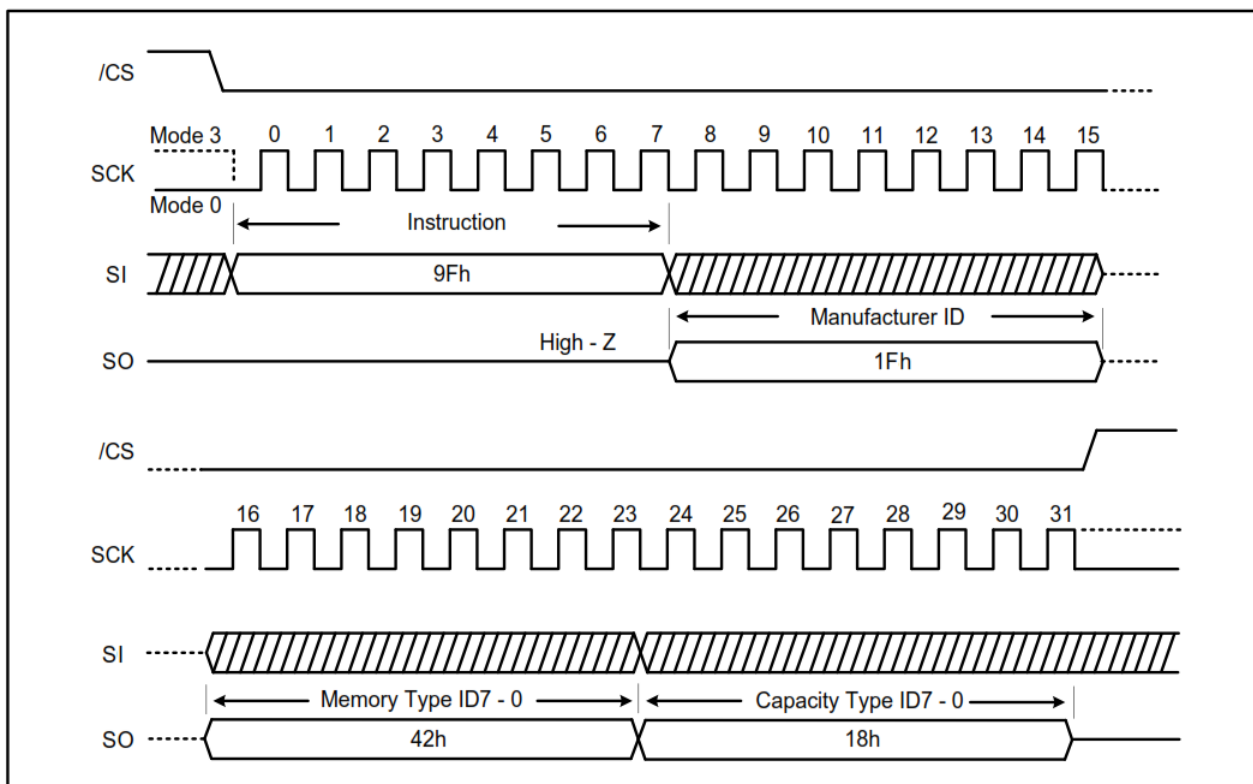 /CS
Mode 3 0 1 2 3 4 5 6 7 8 9 10 11 12 13 14 15
SCK
Mode 0
Instruction
SI 9Fh
Manufacturer ID
High - Z
SO 1Fh
/CS
16 17 18 19 20 21 22 23 24 25 26 27 28 29 30 31
SCK
SI
Memory Type ID7 - 0 Capacity Type ID7 - 0
SO 42h 18h